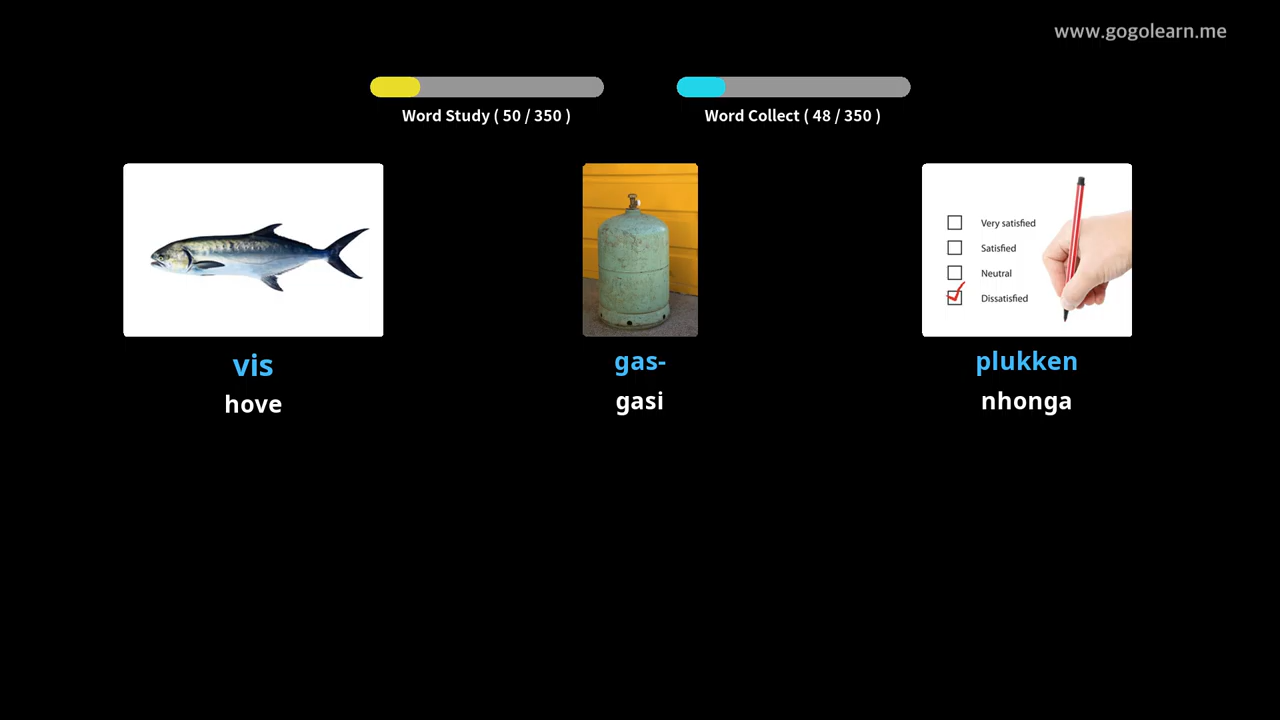 www.gogolearn.me
Word Study ( 50 / 350 )
Word Collect ( 48 / 350 )
Very satisfied
Satisfied
Neutral
Dissatisfied
vis
gas-
plukken
hove
gasi
nhonga